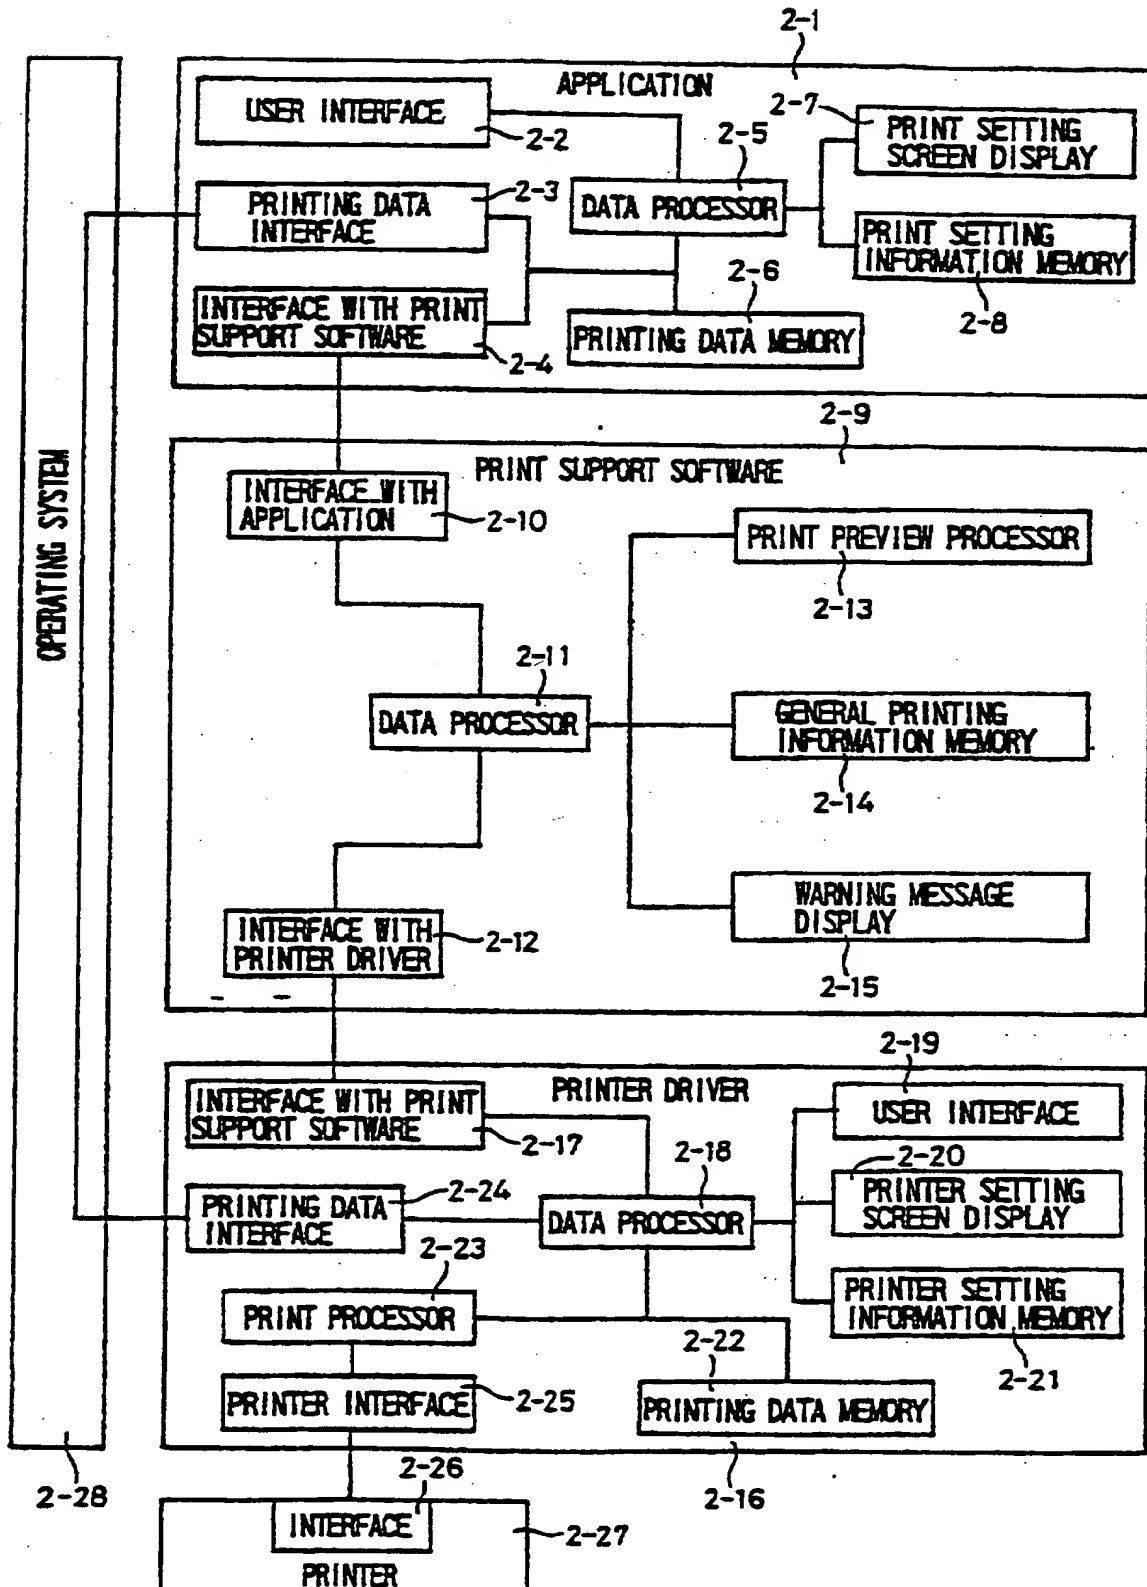 2-1
APPLICATION
USER INTERFACE
2-2
2-7
PRINT SETTING
SCREEN DISPLAY
2-5
2-3
PRINTING DATA
INTERFACE
DATA PROCESSOR
PRINT SETTING
INFORMATION MEMORY
2-6
2-8
INTERFACE WITH PRINT
SUPPORT SOFTWARE
2-4
PRINTING DATA MEMORY
2-9
PRINT SUPPORT SOFTWARE
OPERATING SYSTEM
INTERFACE WITH
APPLICATION
2-10
PRINT PREVIEW PROCESSOR
2-13
2-11
DATA PROCESSOR
GENERAL PRINTING
INFORMATION MEMORY
2-14
WARNING MESSAGE
DISPLAY
INTERFACE WITH
PRINTER DRIVER
2-12
2-15
2-19
PRINTER DRIVER
INTERFACE WITH PRINT
SUPPORT SOFTWARE
2-17
USER INTERFACE
2-18
2-20
PRINTER SETTING
SCREEN DISPLAY
2-24
PRINTING DATA
INTERFACE
DATA PROCESSOR
2-23
PRINT PROCESSOR
PRINTER SETTING
INFORMATION MEMORY
2-22
2-21
PRINTER INTERFACE
2-25
PRINTING DATA MEMORY
2-26
2-28
2-16
INTERFACE
2-27
PRINTER